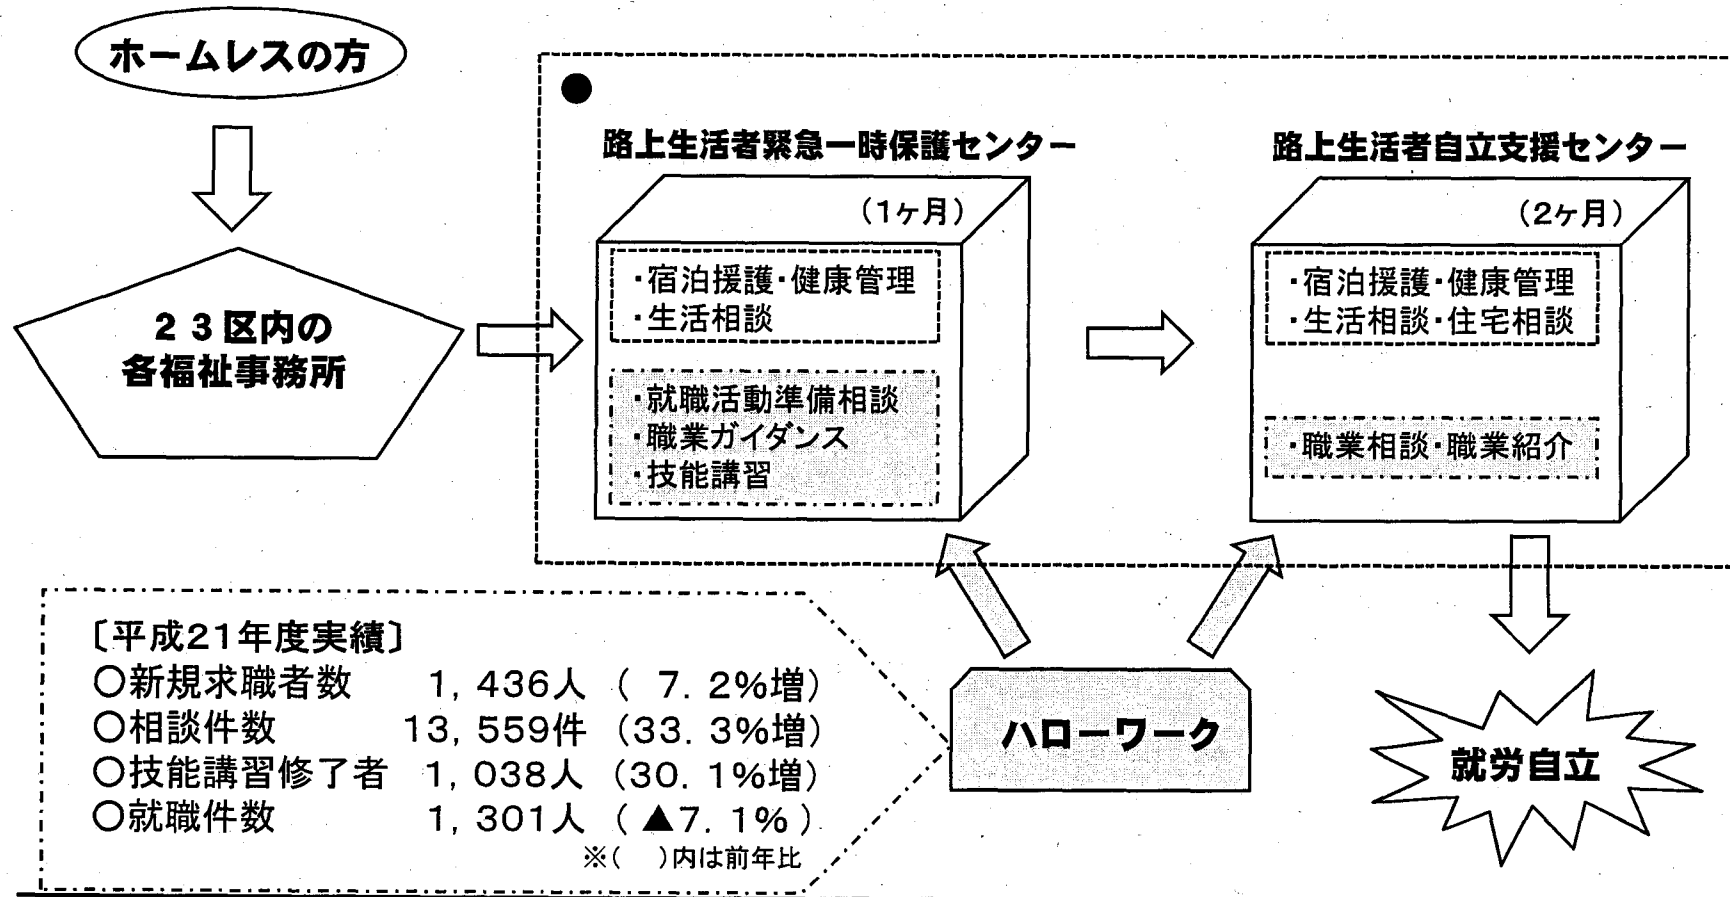 ホームレスの方
２３区内の
各福祉事務所
●
路上生活者緊急一時保護センター
（1ヶ月）
・宿泊援護・健康管理
・生活相談
・就職活動準備相談
・職業ガイダンス
・技能講習
路上生活者自立支援センター
（2ヶ月）
・宿泊援護・健康管理
・生活相談・住宅相談
・職業相談・職業紹介
ハローワーク
就労自立
〔平成21年度実績〕
○新規求職者数　1,436人（ 7.2%増）
○相談件数　13,559件（33.3%増）
○技能講習修了者　1,038人（30.1%増）
○就職件数　1,301人（▲7.1%）
※(　)内は前年比